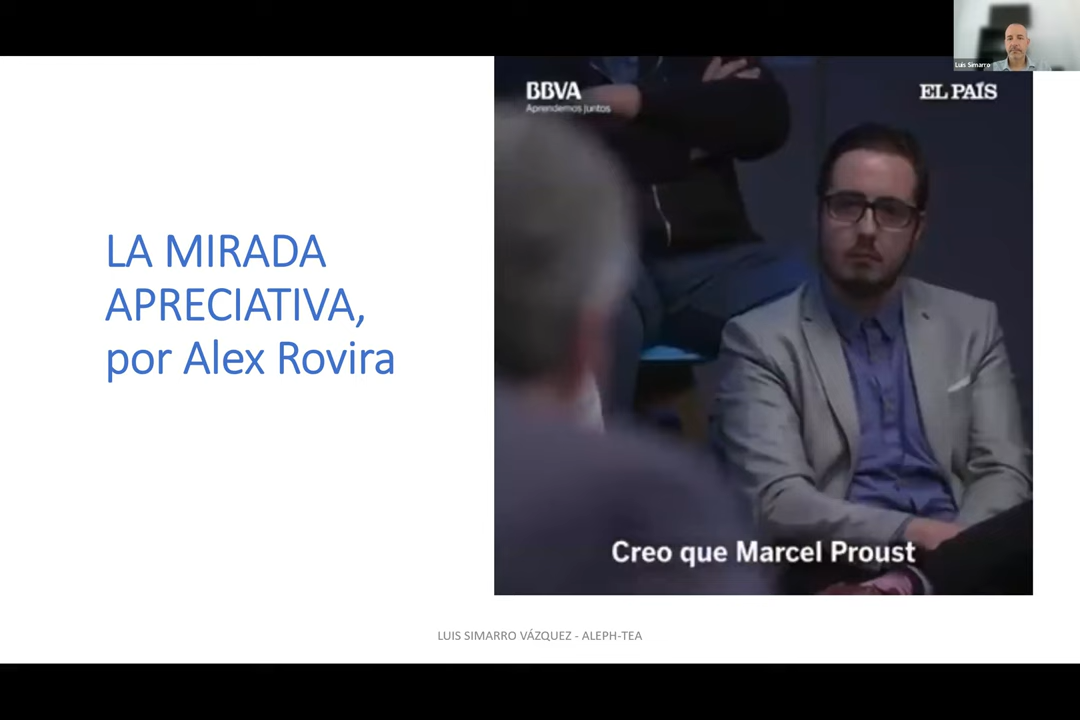 Luis Simarro
BBVA
Aprendemos juntos
EL PAÍS
LA MIRADA
APRECIATIVA,
por Alex Rovira
Creo que Marcel Proust
LUIS SIMARRO VÁZQUEZ - ALEPH-TEA